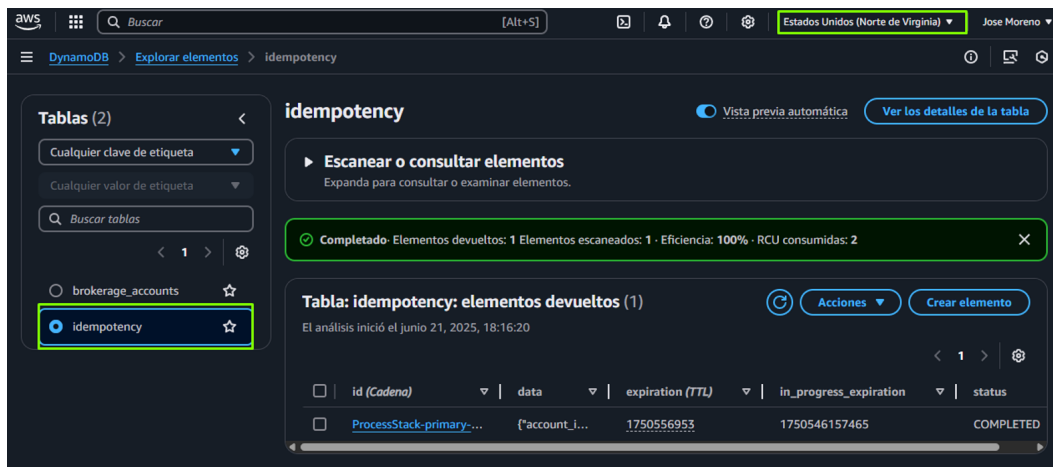 aws Buscar [Alt+S] Estados Unidos (Norte de Virginia) ▼ Jose Moreno ▼
DynamoDB > Explorar elementos > idempotency
Tablas (2)
Cualquier clave de etiqueta
Cualquier valor de etiqueta
Buscar tablas
1
brokerage_accounts
idempotency
idempotency Vista previa automática Ver los detalles de la tabla
Escanear o consultar elementos
Expanda para consultar o examinar elementos.
Completado· Elementos devueltos: 1 Elementos escaneados: 1 · Eficiencia: 100% · RCU consumidas: 2
Tabla: idempotency: elementos devueltos (1) Acciones Crear elemento
El análisis inició el junio 21, 2025, 18:16:20
1
id (Cadena) data expiration (TTL) in_progress_expiration status
ProcessStack-primary-... {"account_i... 1750556953 1750546157465 COMPLETED